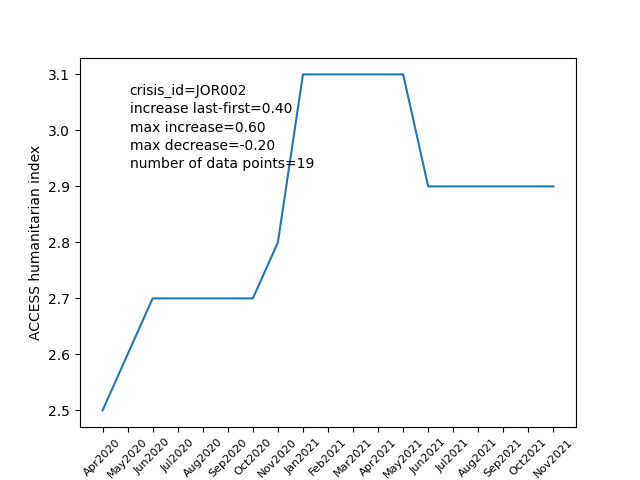 crisis_id=JOR002
increase last-first=0.40
max increase=0.60
max decrease=-0.20
number of data points=19
ACCESS humanitarian index
3.1
3.0
2.9
2.8
2.7
2.6
2.5
Apr2020
May2020
Jun2020
Jul2020
Aug2020
Sep2020
Oct2020
Nov2020
Jan2021
Feb2021
Mar2021
Apr2021
May2021
Jun2021
Jul2021
Aug2021
Sep2021
Oct2021
Nov2021